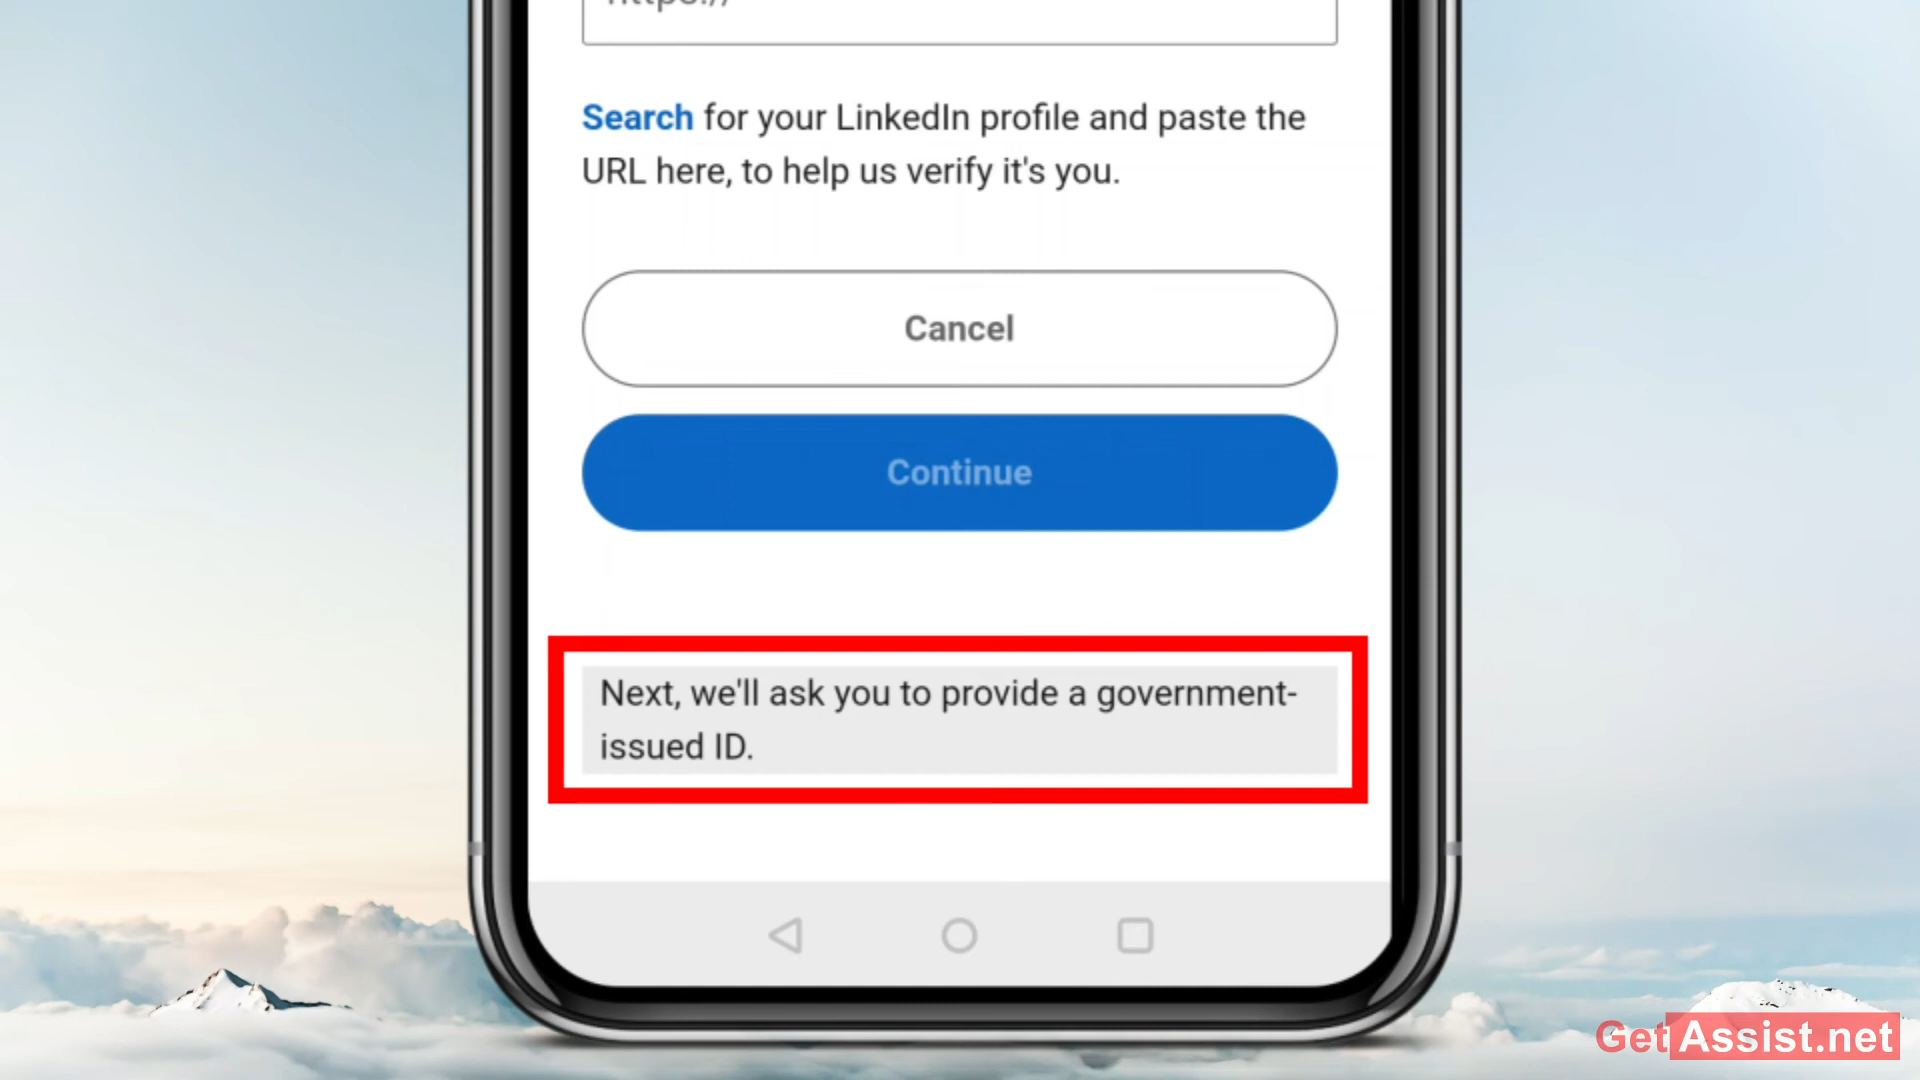 https://
Search for your LinkedIn profile and paste the
URL here, to help us verify it's you.
Cancel
Continue
Next, we'll ask you to provide a government-
issued ID.
GetAssist.net